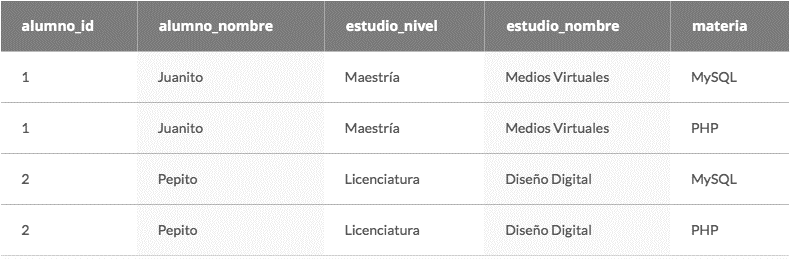 alumno_id alumno_nombre estudio_nivel estudio_nombre materia
1 Juanito Maestría Medios Virtuales MySQL
1 Juanito Maestría Medios Virtuales PHP
2 Pepito Licenciatura Diseño Digital MySQL
2 Pepito Licenciatura Diseño Digital PHP